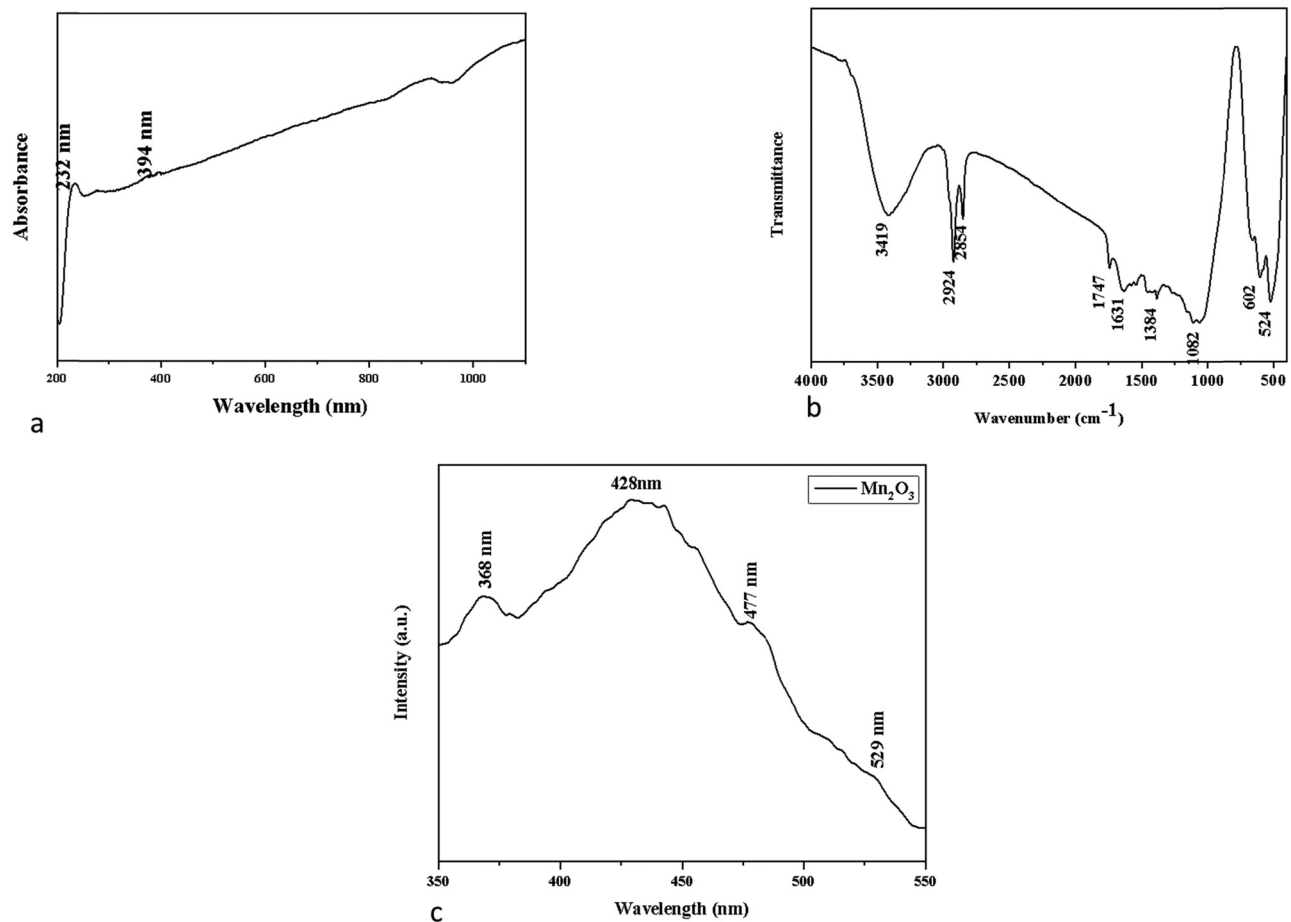 232 nm
394 nm
Absorbance
200 400 600 800 1000
Wavelength (nm)
a
Transmittance
3419
2924
2854
1747
1631
1384
1082
602
524
4000 3500 3000 2500 2000 1500 1000 500
Wavenumber (cm⁻¹)
b
428nm
Mn₂O₃
368 nm
477 nm
529 nm
Intensity (a.u.)
350 400 450 500 550
Wavelength (nm)
c